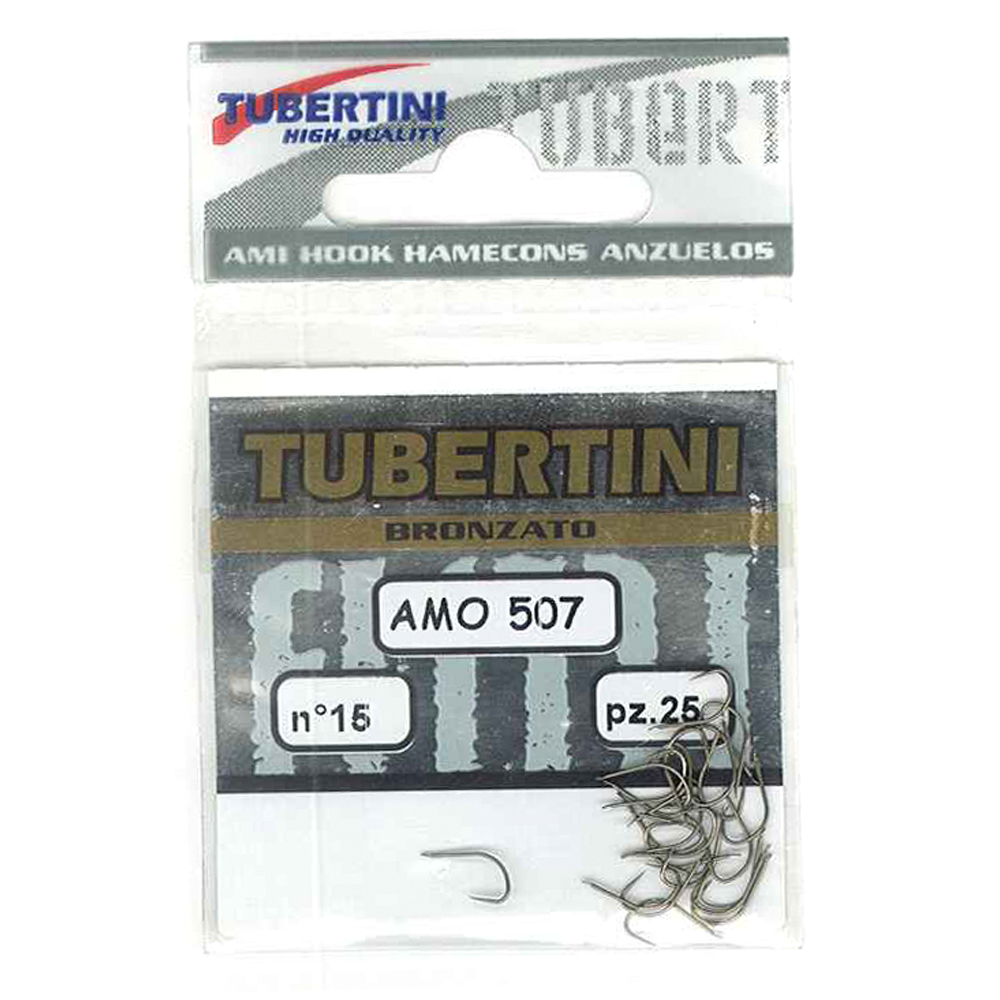 TUBERTINI
HIGH QUALITY
TUBERT
AMI HOOK HAMECONS ANZUELOS
TUBERTINI
BRONZATO
AMO 507
n°15
pz.25